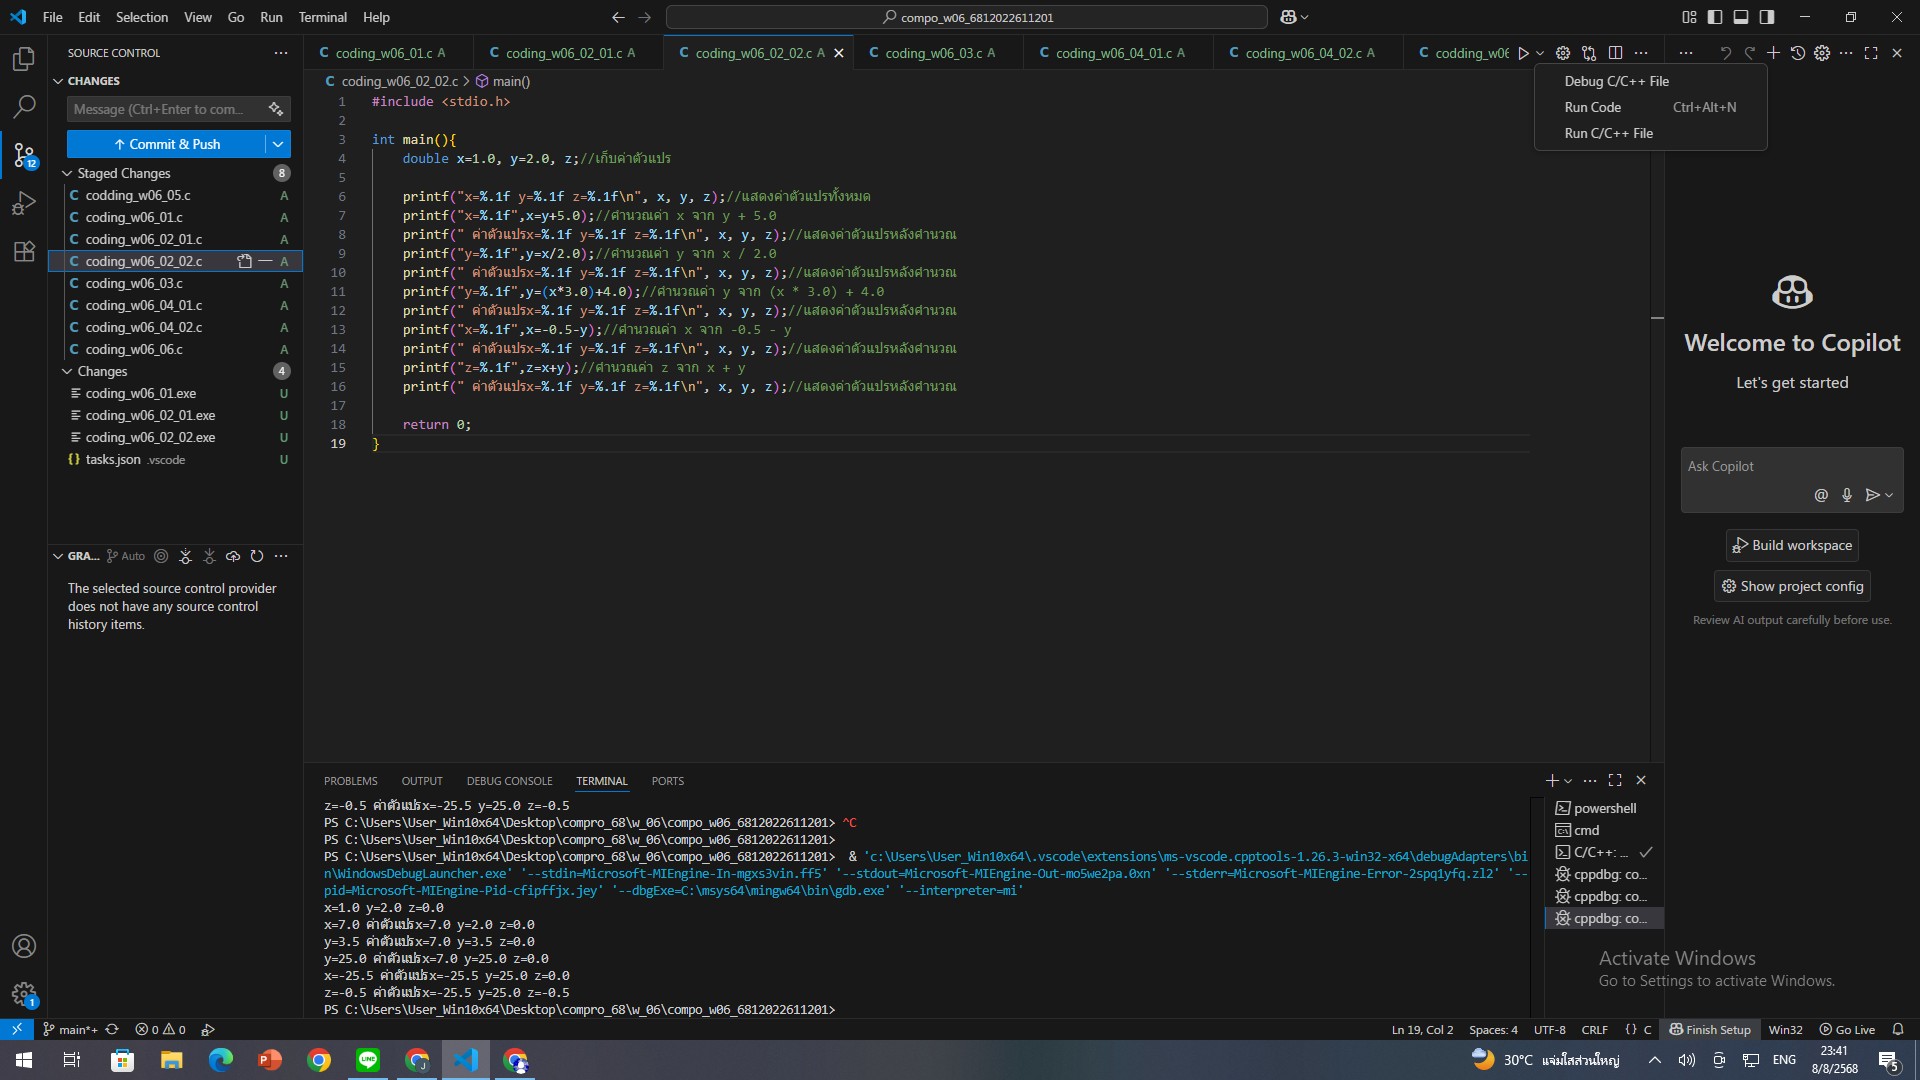 File Edit Selection View Go Run Terminal Help
compo_w06_6812022611201
SOURCE CONTROL
CHANGES
Message (Ctrl+Enter to com...
Commit & Push
Staged Changes 8
C codding_w06_05.c A
C coding_w06_01.c A
C coding_w06_02_01.c A
C coding_w06_02_02.c A
C coding_w06_03.c A
C coding_w06_04_01.c A
C coding_w06_04_02.c A
C coding_w06_06.c A
Changes 4
coding_w06_01.exe U
coding_w06_02_01.exe U
coding_w06_02_02.exe U
{} tasks.json .vscode U
GRA... Auto
The selected source control provider
does not have any source control
history items.
12
1
C coding_w06_01.c A C coding_w06_02_01.c A C coding_w06_02_02.c A C coding_w06_03.c A C coding_w06_04_01.c A C coding_w06_04_02.c A C codding_w06
C coding_w06_02_02.c > main()
Debug C/C++ File
Run Code Ctrl+Alt+N
Run C/C++ File
1 #include <stdio.h>
2
3 int main(){
4 double x=1.0, y=2.0, z;//เก็บค่าตัวแปร
5
6 printf("x=%.1f y=%.1f z=%.1f\n", x, y, z);//แสดงค่าตัวแปรทั้งหมด
7 printf("x=%.1f",x=y+5.0);//คำนวณค่า x จาก y + 5.0
8 printf(" ค่าตัวแปรx=%.1f y=%.1f z=%.1f\n", x, y, z);//แสดงค่าตัวแปรหลังคำนวณ
9 printf("y=%.1f",y=x/2.0);//คำนวณค่า y จาก x / 2.0
10 printf(" ค่าตัวแปรx=%.1f y=%.1f z=%.1f\n", x, y, z);//แสดงค่าตัวแปรหลังคำนวณ
11 printf("y=%.1f",y=(x*3.0)+4.0);//คำนวณค่า y จาก (x * 3.0) + 4.0
12 printf(" ค่าตัวแปรx=%.1f y=%.1f z=%.1f\n", x, y, z);//แสดงค่าตัวแปรหลังคำนวณ
13 printf("x=%.1f",x=-0.5-y);//คำนวณค่า x จาก -0.5 - y
14 printf(" ค่าตัวแปรx=%.1f y=%.1f z=%.1f\n", x, y, z);//แสดงค่าตัวแปรหลังคำนวณ
15 printf("z=%.1f",z=x+y);//คำนวณค่า z จาก x + y
16 printf(" ค่าตัวแปรx=%.1f y=%.1f z=%.1f\n", x, y, z);//แสดงค่าตัวแปรหลังคำนวณ
17
18 return 0;
19 }
Welcome to Copilot
Let's get started
Ask Copilot
Build workspace
Show project config
Review AI output carefully before use.
PROBLEMS OUTPUT DEBUG CONSOLE TERMINAL PORTS
z=-0.5 ค่าตัวแปรx=-25.5 y=25.0 z=-0.5
PS C:\Users\User_Win10x64\Desktop\compro_68\w_06\compo_w06_6812022611201> ^C
PS C:\Users\User_Win10x64\Desktop\compro_68\w_06\compo_w06_6812022611201>
PS C:\Users\User_Win10x64\Desktop\compro_68\w_06\compo_w06_6812022611201> & 'c:\Users\User_Win10x64\.vscode\extensions\ms-vscode.cpptools-1.26.3-win32-x64\debugAdapters\bi
n\WindowsDebugLauncher.exe' '--stdin=Microsoft-MIEngine-In-mgxs3vin.ff5' '--stdout=Microsoft-MIEngine-Out-mo5we2pa.0xn' '--stderr=Microsoft-MIEngine-Error-2spq1yfq.zl2' '--
pid=Microsoft-MIEngine-Pid-cfipffjx.jey' '--dbgExe=C:\msys64\mingw64\bin\gdb.exe' '--interpreter=mi'
x=1.0 y=2.0 z=0.0
x=7.0 ค่าตัวแปรx=7.0 y=2.0 z=0.0
y=3.5 ค่าตัวแปรx=7.0 y=3.5 z=0.0
y=25.0 ค่าตัวแปรx=7.0 y=25.0 z=0.0
x=-25.5 ค่าตัวแปรx=-25.5 y=25.0 z=0.0
z=-0.5 ค่าตัวแปรx=-25.5 y=25.0 z=-0.5
PS C:\Users\User_Win10x64\Desktop\compro_68\w_06\compo_w06_6812022611201>
powershell
cmd
C/C++: ...
cppdbg: co...
cppdbg: co...
cppdbg: co...
Activate Windows
Go to Settings to activate Windows.
main*+ 0 0 Ln 19, Col 2 Spaces: 4 UTF-8 CRLF {} C Finish Setup Win32 Go Live
30°C แจ่มใสส่วนใหญ่ ENG 23:41
8/8/2568 5